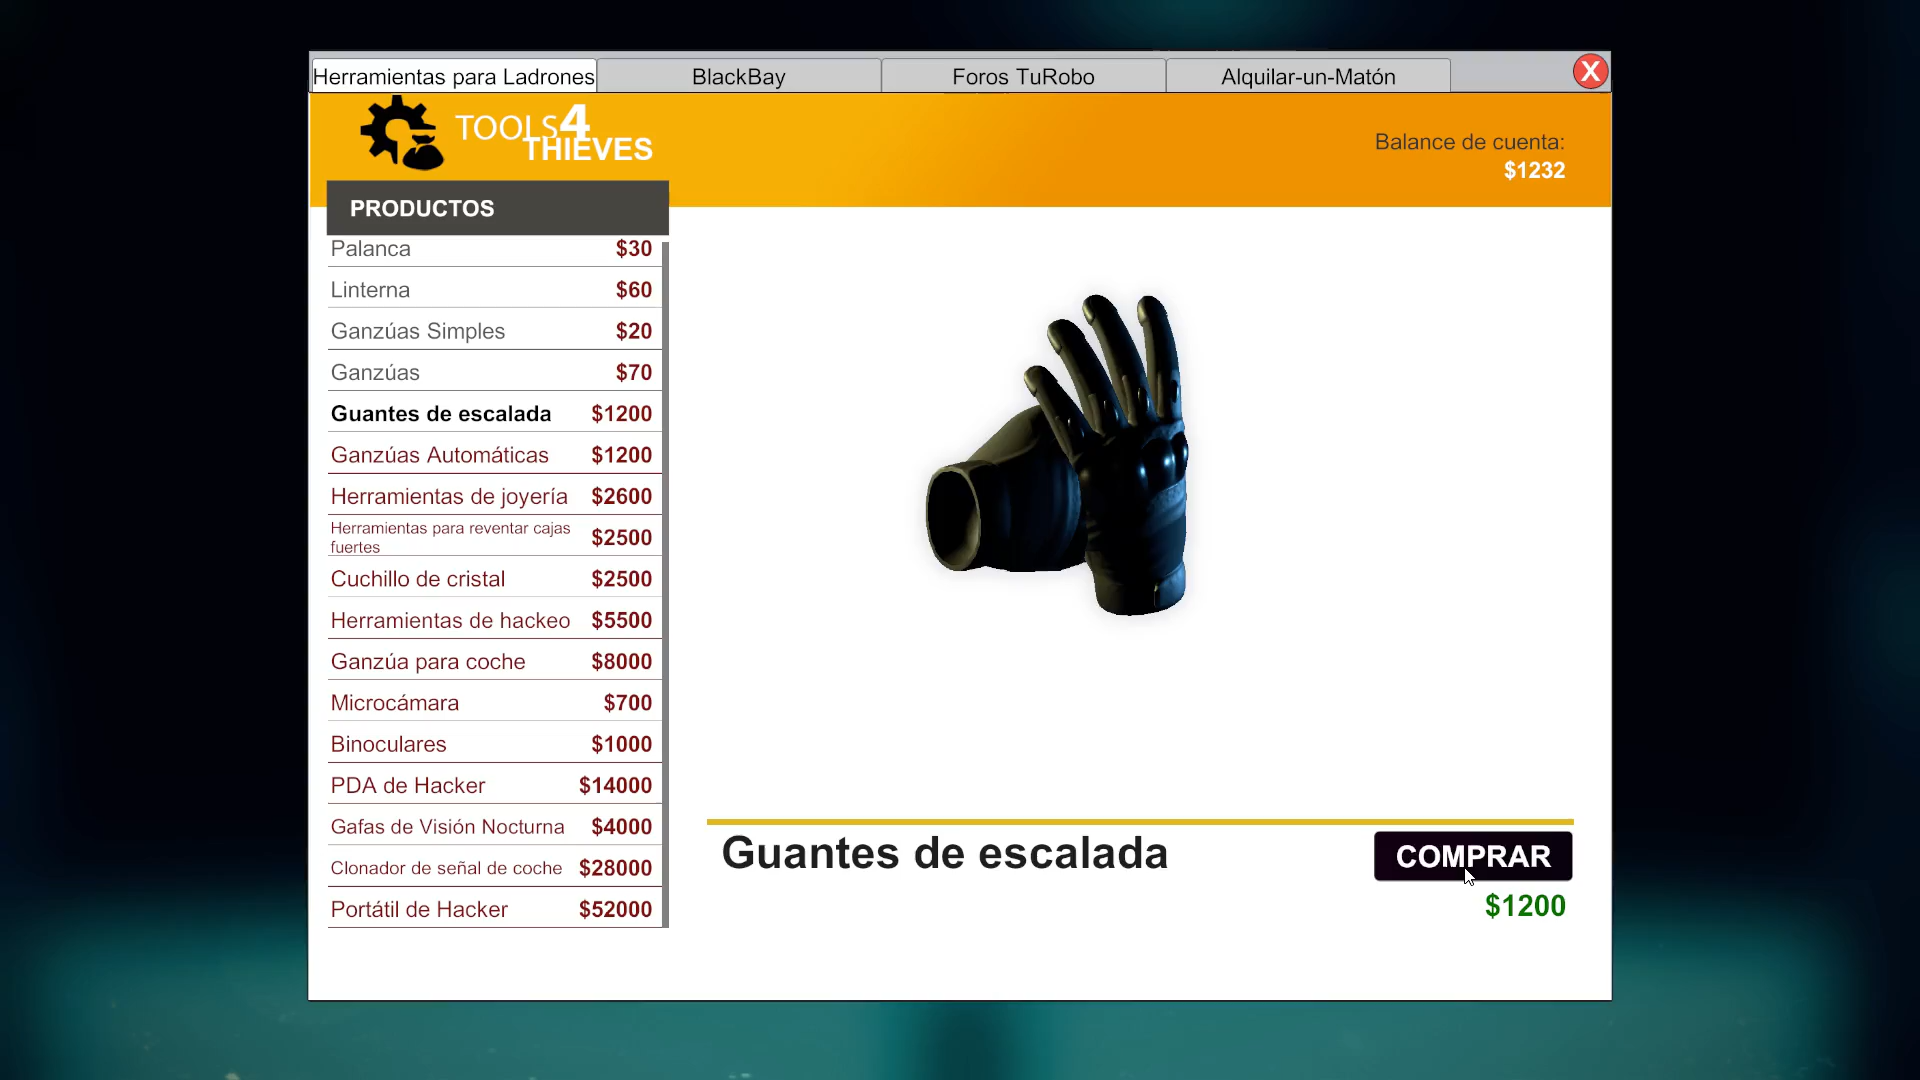 Herramientas para Ladrones
BlackBay
Foros TuRobo
Alquilar-un-Matón
X
TOOLS4
THIEVES
Balance de cuenta:
$1232
PRODUCTOS
Palanca $30
Linterna $60
Ganzúas Simples $20
Ganzúas $70
Guantes de escalada $1200
Ganzúas Automáticas $1200
Herramientas de joyería $2600
Herramientas para reventar cajas
fuertes $2500
Cuchillo de cristal $2500
Herramientas de hackeo $5500
Ganzúa para coche $8000
Microcámara $700
Binoculares $1000
PDA de Hacker $14000
Gafas de Visión Nocturna $4000
Clonador de señal de coche $28000
Portátil de Hacker $52000
Guantes de escalada
COMPRAR
$1200